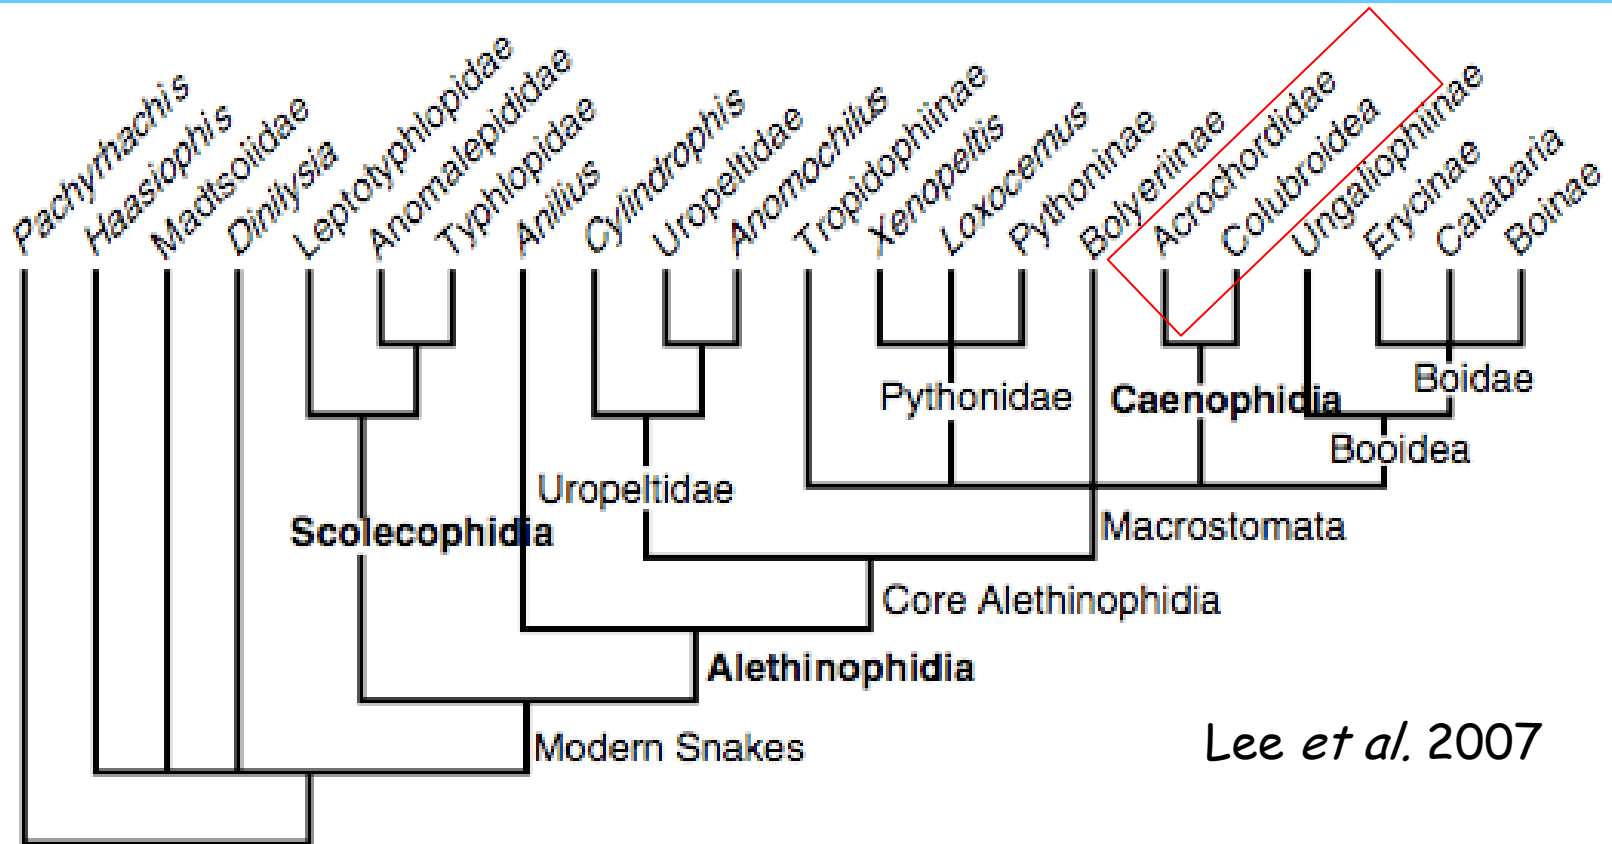 Pachyrhachis
Haasiophis
Madtsoiidae
Dinilysia
Leptotyphlopidae
Anomalepididae
Typhlopidae
Anilius
Cylindrophis
Uropeltidae
Anomochilus
Tropidophiinae
Xenopeltis
Loxocemus
Pythoninae
Bolyeriinae
Acrochordidae
Colubroidea
Ungaliophiinae
Erycinae
Calabaria
Boinae
Boidae
Pythonidae
Caenophidia
Booidea
Uropeltidae
Macrostomata
Scolecophidia
Core Alethinophidia
Alethinophidia
Lee et al. 2007
Modern Snakes